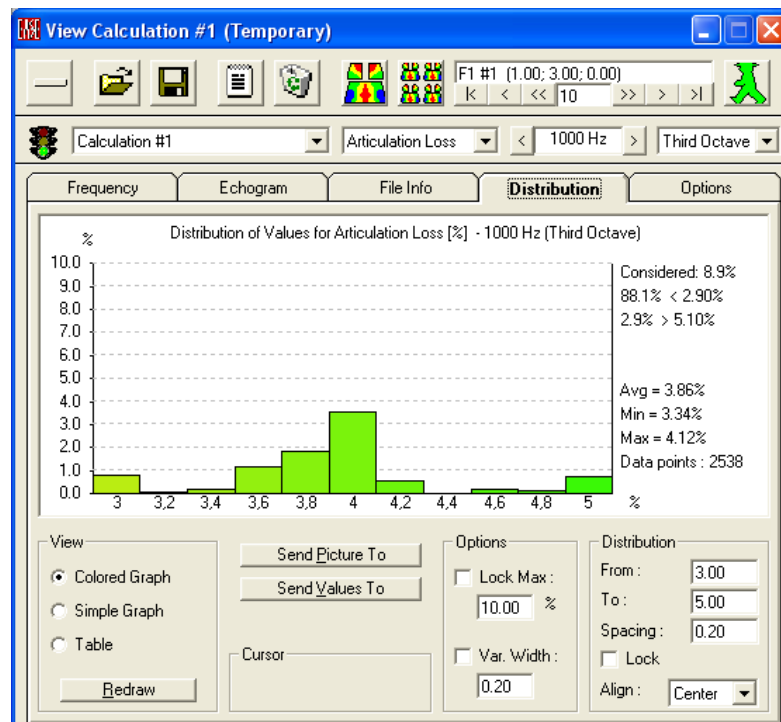 EASE
View Calculation #1 (Temporary)
F1 #1 (1.00; 3.00; 0.00)
10
Calculation #1
Articulation Loss
1000 Hz
Third Octave
Frequency
Echogram
File Info
Distribution
Options
% Distribution of Values for Articulation Loss [%] - 1000 Hz (Third Octave)
10.0
9.0
8.0
7.0
6.0
5.0
4.0
3.0
2.0
1.0
0.0
3 3,2 3,4 3,6 3,8 4 4,2 4,4 4,6 4,8 5 %
Considered: 8.9%
88.1% < 2.90%
2.9% > 5.10%
Avg = 3.86%
Min = 3.34%
Max = 4.12%
Data points : 2538
View
Colored Graph
Simple Graph
Table
Redraw
Send Picture To
Send Values To
Cursor
Options
Lock Max :
10.00 %
Var. Width :
0.20
Distribution
From : 3.00
To : 5.00
Spacing : 0.20
Lock
Align : Center